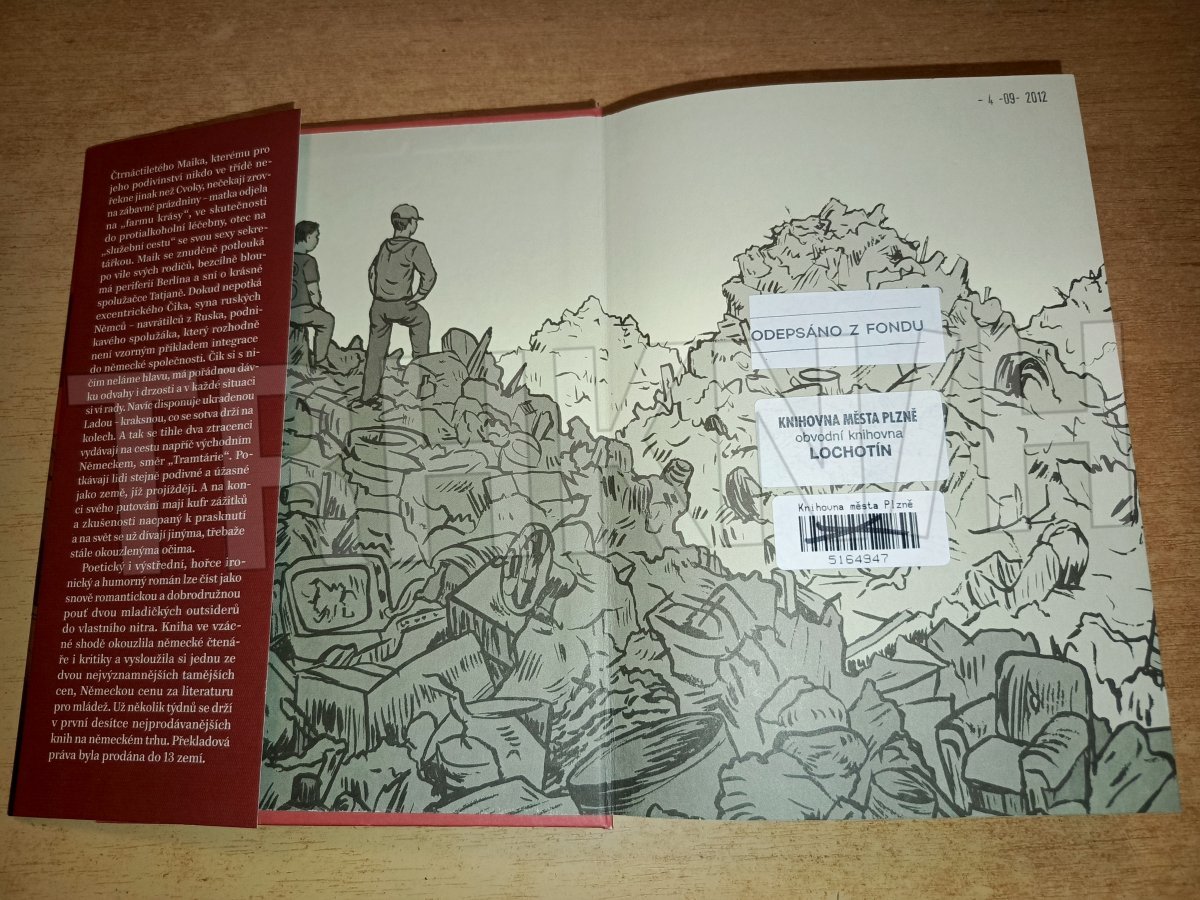 Čtrnáctiletého Maika, kterému pro
jeho podivínství nikdo ve třídě ne-
řekne jinak než Cvoky, nečekají zrov-
na zábavné prázdniny – matka odjela
na „farmu krásy“, ve skutečnosti
do protialkoholní léčebny, otec na
„služební cestu“ se svou sexy sekre-
tářkou. Maik se znuděně potlouká
po vile svých rodičů, bezcílně blou-
má periferií Berlína a sní o krásné
spolužačce Tatjaně. Dokud nepotká
excentrického Čika, syna ruských
Němců – navrátilců z Ruska, podni-
kavého spolužáka, který rozhodně
není vzorným příkladem integrace
do německé společnosti. Čik si s ni-
čím neláme hlavu, má pořádnou dáv-
ku odvahy i drzosti a v každé situaci
si ví rady. Navíc disponuje ukradenou
Ladou – kraksnou, co se sotva drží na
kolech. A tak se tihle dva ztracenci
vydávají na cestu napříč východním
Německem, směr „Tramtárie“. Po-
tkávají lidi stejně podivné a úžasné
jako země, jíž projíždějí. A na kon-
ci svého putování mají kufr zážitků
a zkušeností nacpaný k prasknutí
a na svět se už dívají jinýma, třebaže
stále okouzlenýma očima.
Poetický i výstřední, hořce iro-
nický a humorný román lze číst jako
snově romantickou a dobrodružnou
pouť dvou mladičkých outsiderů
do vlastního nitra. Kniha ve vzác-
né shodě okouzlila německé čtená-
ře i kritiky a vysloužila si jednu ze
dvou nejvýznamnějších tamějších
cen, Německou cenu za literaturu
pro mládež. Už několik týdnů se drží
v první desítce nejprodávanějších
knih na německém trhu. Překladová
práva byla prodána do 13 zemí.
- 4 -09- 2012
ODEPSÁNO Z FONDU
KNIHOVNA MĚSTA PLZNĚ
obvodní knihovna
LOCHOTÍN
Knihovna města Plzně
5164947